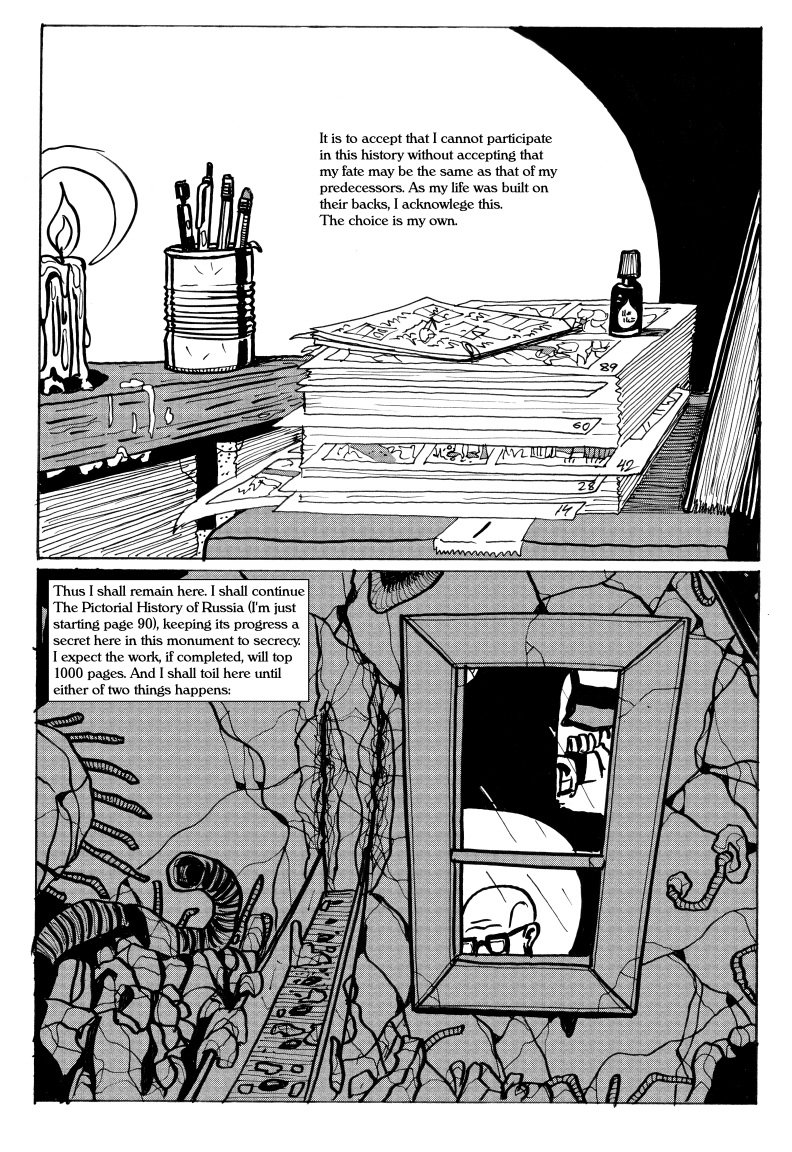 It is to accept that I cannot participate
in this history without accepting that
my fate may be the same as that of my
predecessors. As my life was built on
their backs, I acknowlege this.
The choice is my own.
89
60
42
28
14
1
Thus I shall remain here. I shall continue
The Pictorial History of Russia (I'm just
starting page 90), keeping its progress a
secret here in this monument to secrecy.
I expect the work, if completed, will top
1000 pages. And I shall toil here until
either of two things happens: